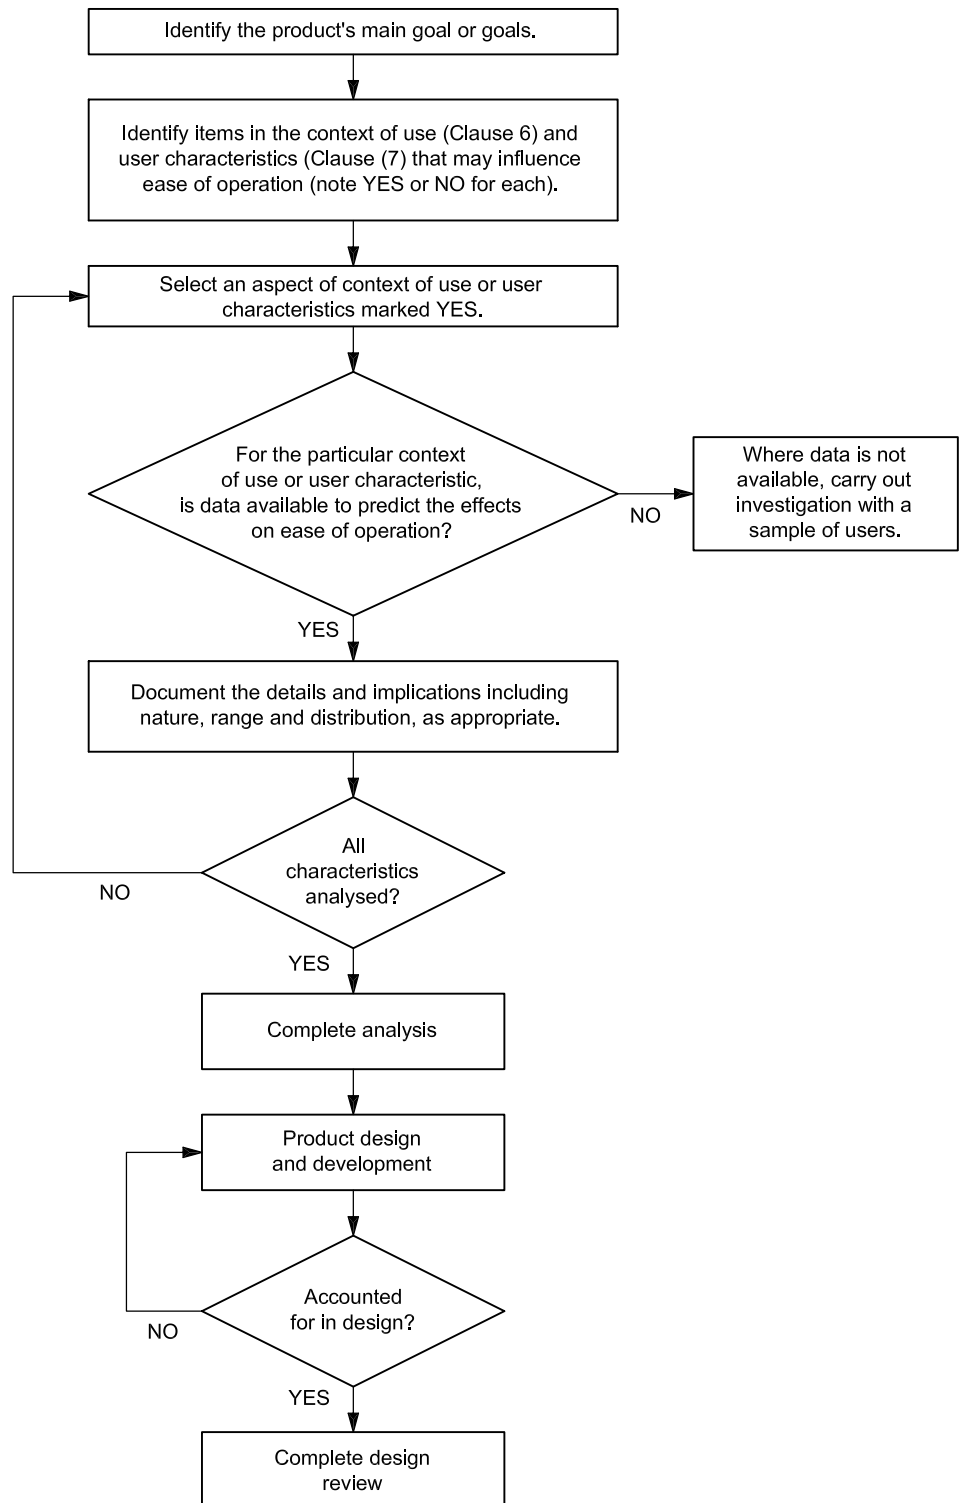 Identify the product's main goal or goals.
Identify items in the context of use (Clause 6) and
user characteristics (Clause (7) that may influence
ease of operation (note YES or NO for each).
Select an aspect of context of use or user
characteristics marked YES.
For the particular context
of use or user characteristic,
is data available to predict the effects
on ease of operation?
NO
Where data is not
available, carry out
investigation with a
sample of users.
YES
Document the details and implications including
nature, range and distribution, as appropriate.
All
characteristics
analysed?
NO
YES
Complete analysis
Product design
and development
Accounted
for in design?
NO
YES
Complete design
review